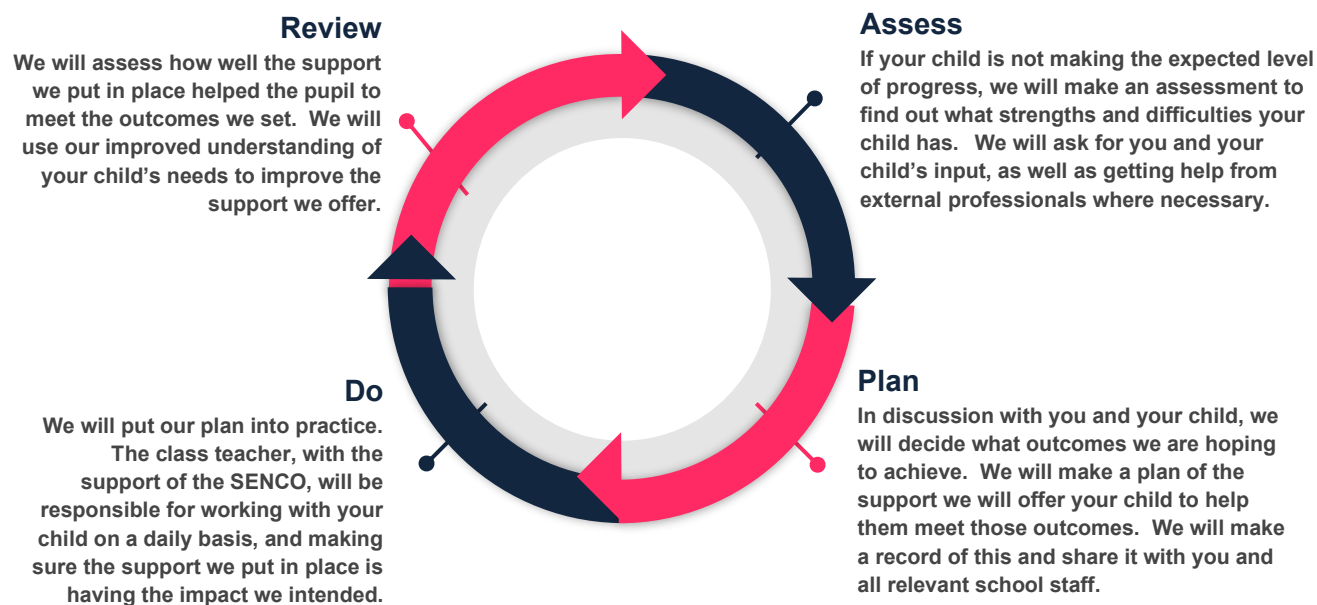 Review
We will assess how well the support
we put in place helped the pupil to
meet the outcomes we set.  We will
use our improved understanding of
your child’s needs to improve the
support we offer.
Assess
If your child is not making the expected level
of progress, we will make an assessment to
find out what strengths and difficulties your
child has.   We will ask for you and your
child’s input, as well as getting help from
external professionals where necessary.
Do
We will put our plan into practice.
The class teacher, with the
support of the SENCO, will be
responsible for working with your
child on a daily basis, and making
sure the support we put in place is
having the impact we intended.
Plan
In discussion with you and your child, we
will decide what outcomes we are hoping
to achieve.  We will make a plan of the
support we will offer your child to help
them meet those outcomes.  We will make
a record of this and share it with you and
all relevant school staff.